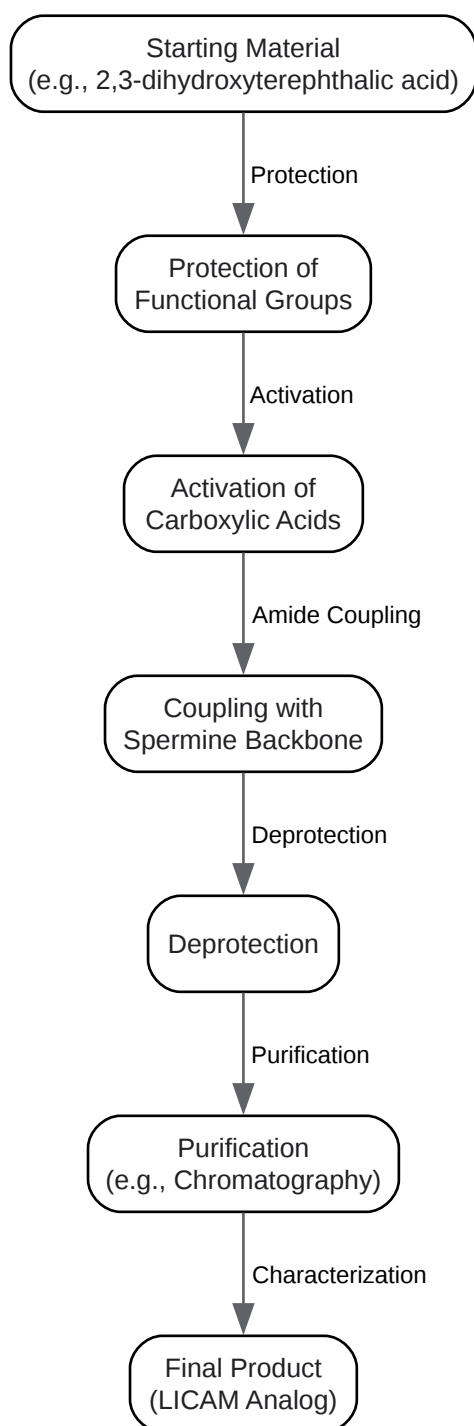 Starting Material
(e.g., 2,3-dihydroxyterephthalic acid)
Protection
Protection of
Functional Groups
Activation
Activation of
Carboxylic Acids
Amide Coupling
Coupling with
Spermine Backbone
Deprotection
Deprotection
Purification
Purification
(e.g., Chromatography)
Characterization
Final Product
(LICAM Analog)